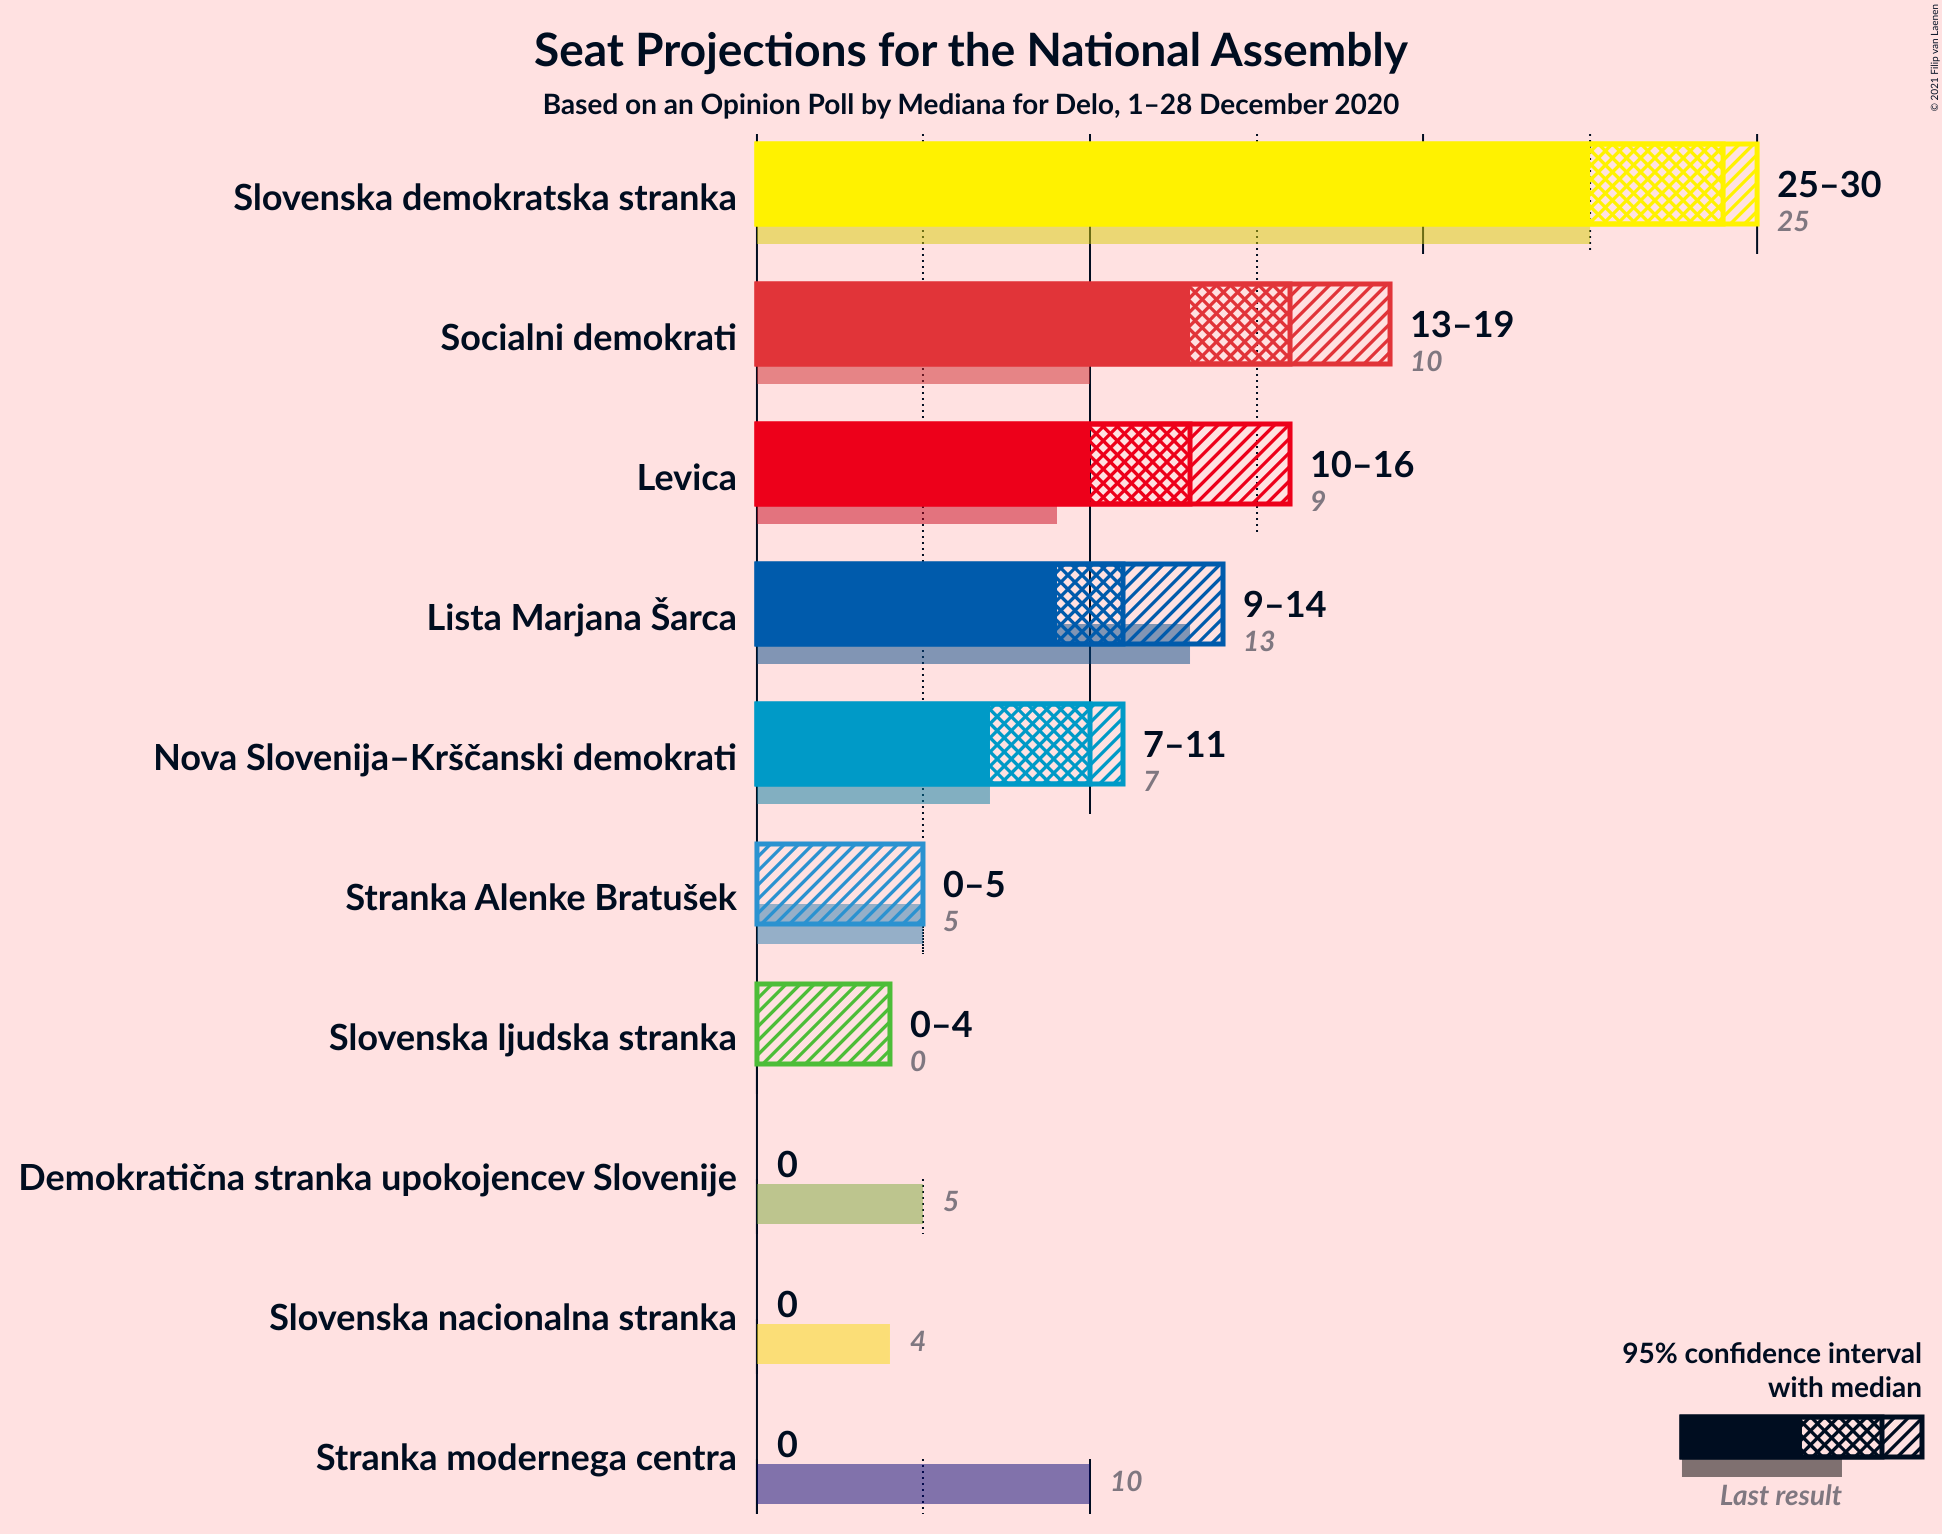 Seat Projections for the National Assembly
Based on an Opinion Poll by Mediana for Delo, 1–28 December 2020
© 2021 Filip van Laenen
Slovenska demokratska stranka
25–30
25
Socialni demokrati
13–19
10
Levica
10–16
9
Lista Marjana Šarca
9–14
13
Nova Slovenija–Krščanski demokrati
7–11
7
Stranka Alenke Bratušek
0–5
5
Slovenska ljudska stranka
0–4
0
Demokratična stranka upokojencev Slovenije
0
5
Slovenska nacionalna stranka
0
4
Stranka modernega centra
0
10
95% confidence interval
with median
Last result